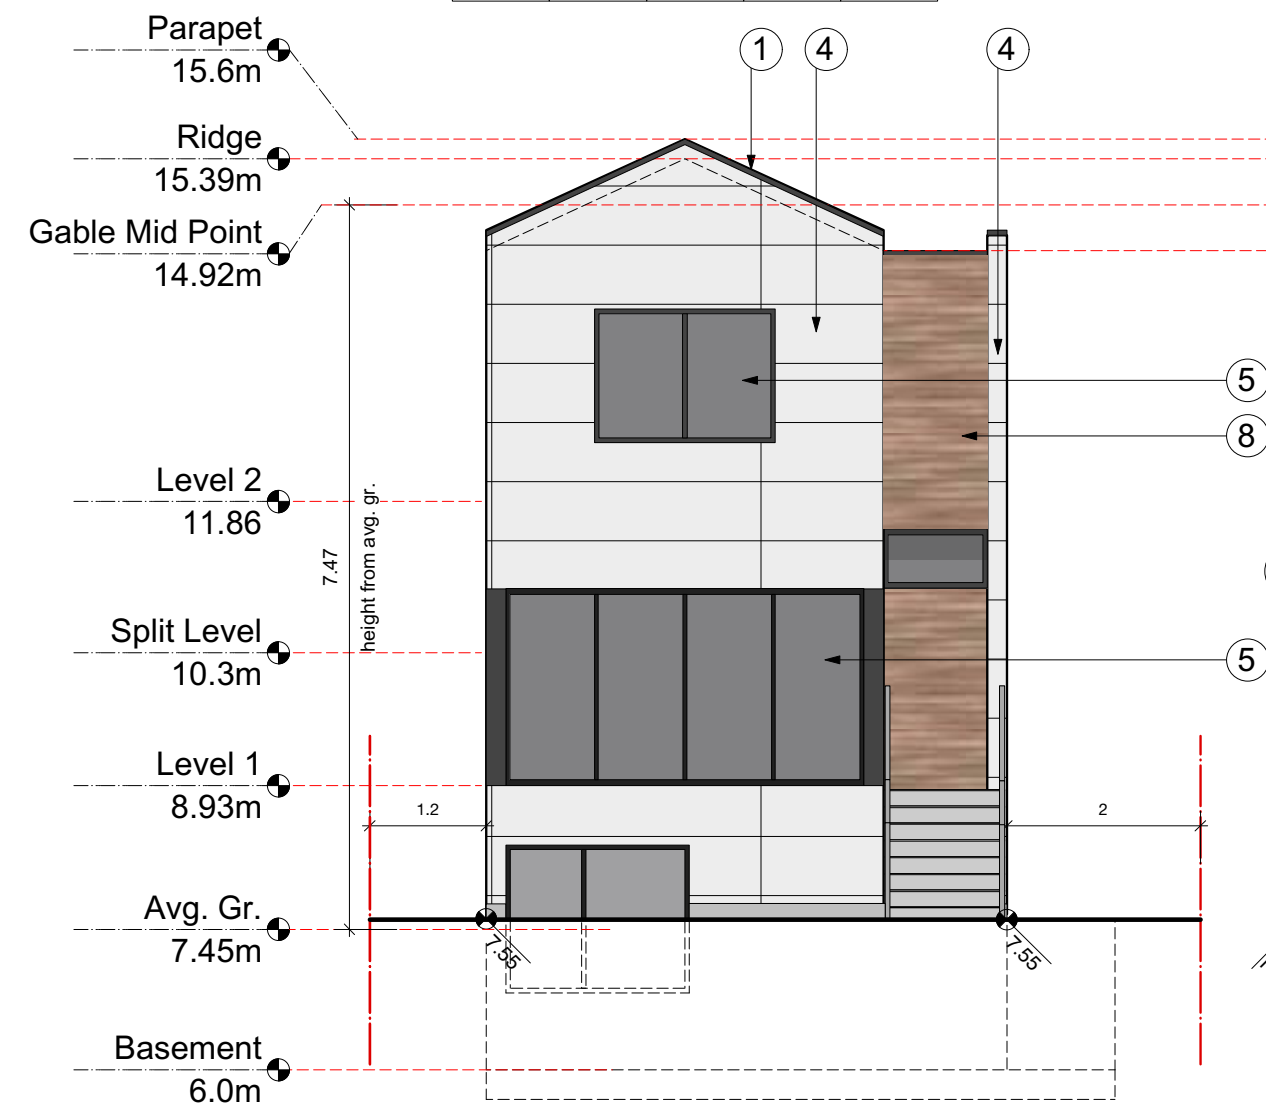 Parapet
15.6m
1
4
4
Ridge
15.39m
Gable Mid Point
14.92m
5
8
Level 2
11.86
7.47
height from avg. gr.
Split Level
10.3m
5
Level 1
8.93m
1.2
2
Avg. Gr.
7.45m
7.55
7.55
Basement
6.0m